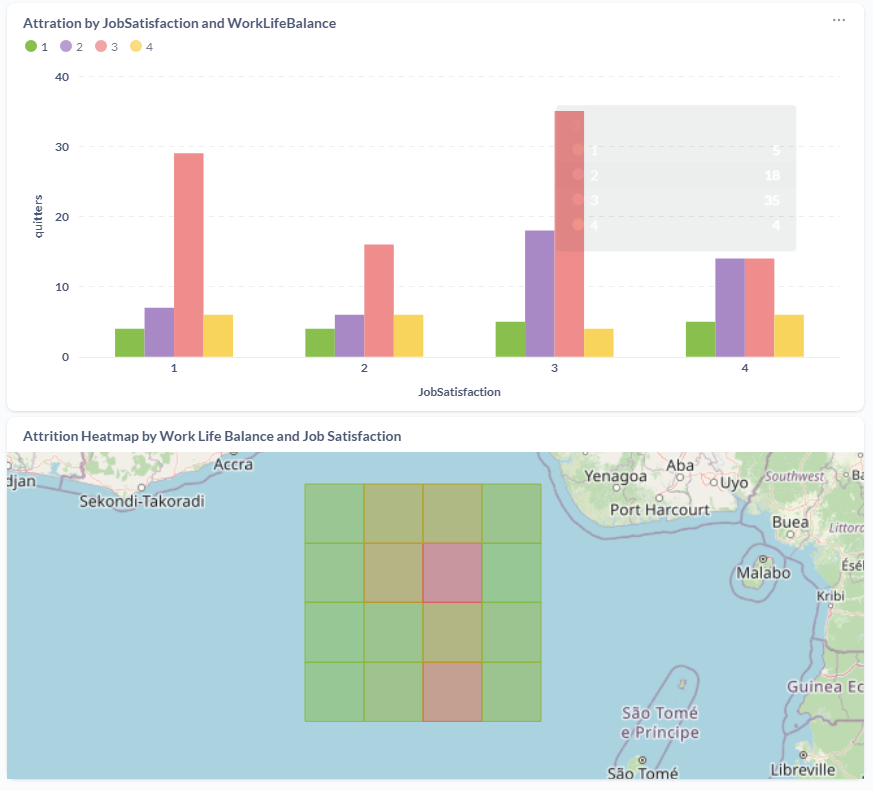 Attration by JobSatisfaction and WorkLifeBalance
...
1 2 3 4
40
30
20
10
0
quitters
1 5
2 18
3 35
4 4
1 2 3 4
JobSatisfaction
Attrition Heatmap by Work Life Balance and Job Satisfaction
djan
Accra
Sekondi-Takoradi
Yenagoa
Aba
Uyo
Southwest
Ba
Port Harcourt
Buea
Littora
Malabo
Ésé
Kribi
Guinea Ec
São Tomé
e Príncipe
São Tomé
Libreville